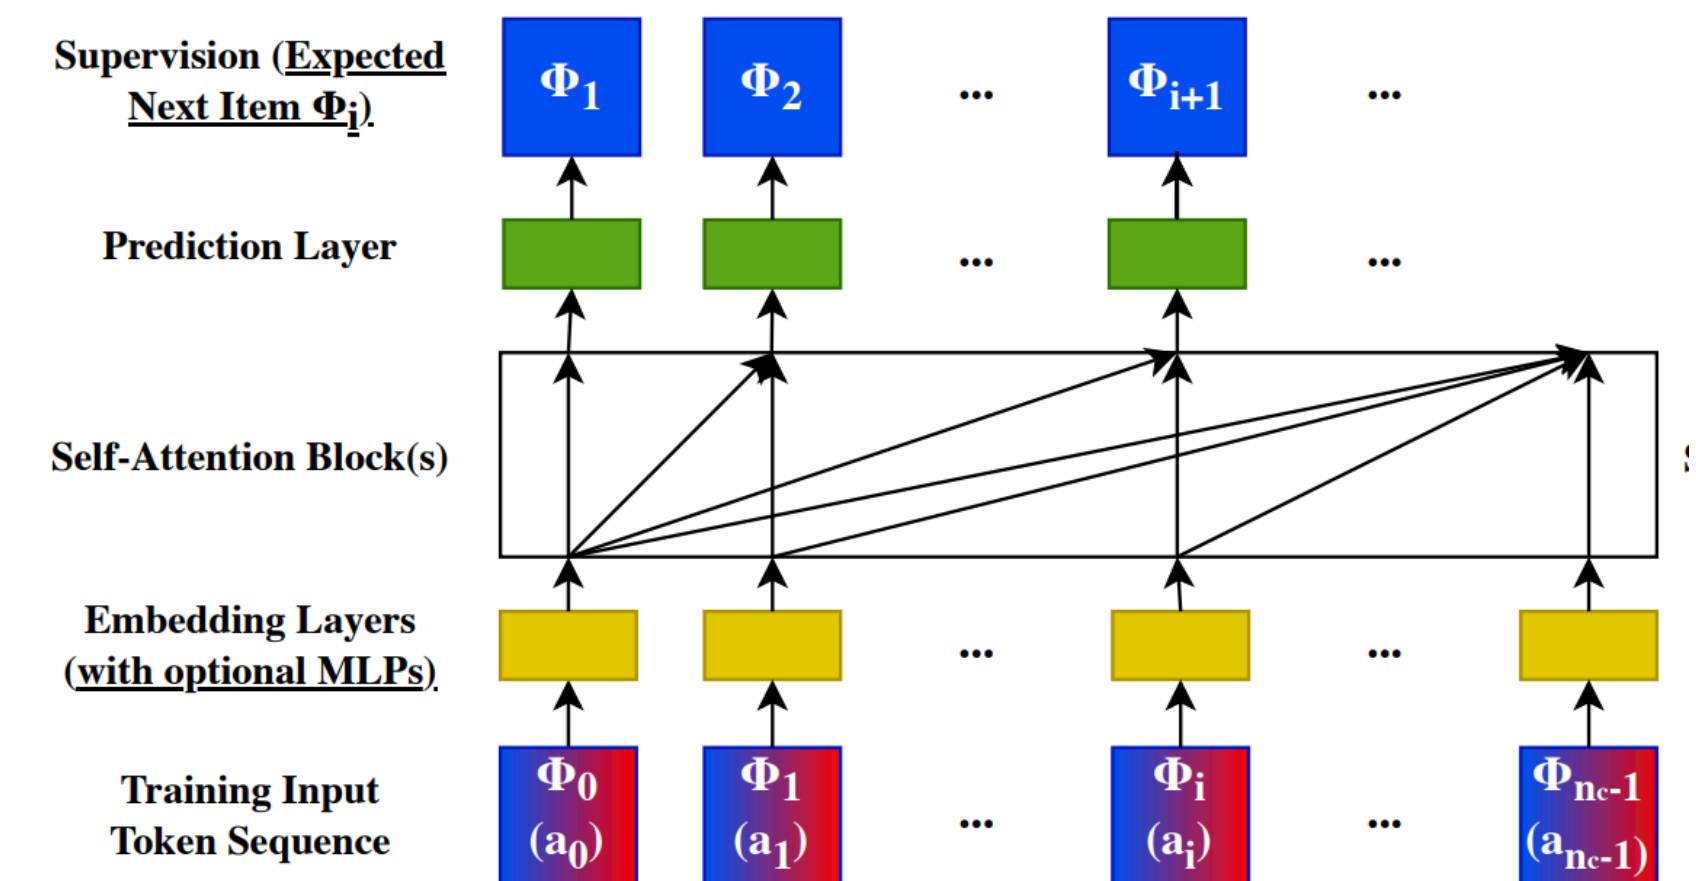 Supervision (Expected
Next Item Φi)
Φ1
Φ2
...
Φi+1
...
Prediction Layer
...
...
Self-Attention Block(s)
Embedding Layers
(with optional MLPs)
...
...
Training Input
Token Sequence
Φ0
(a0)
Φ1
(a1)
...
Φi
(ai)
...
Φnc-1
(anc-1)